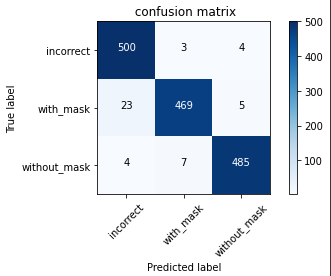 confusion matrix
True label
incorrect 500 3 4
with_mask 23 469 5
without_mask 4 7 485
incorrect with_mask without_mask
Predicted label
500
400
300
200
100